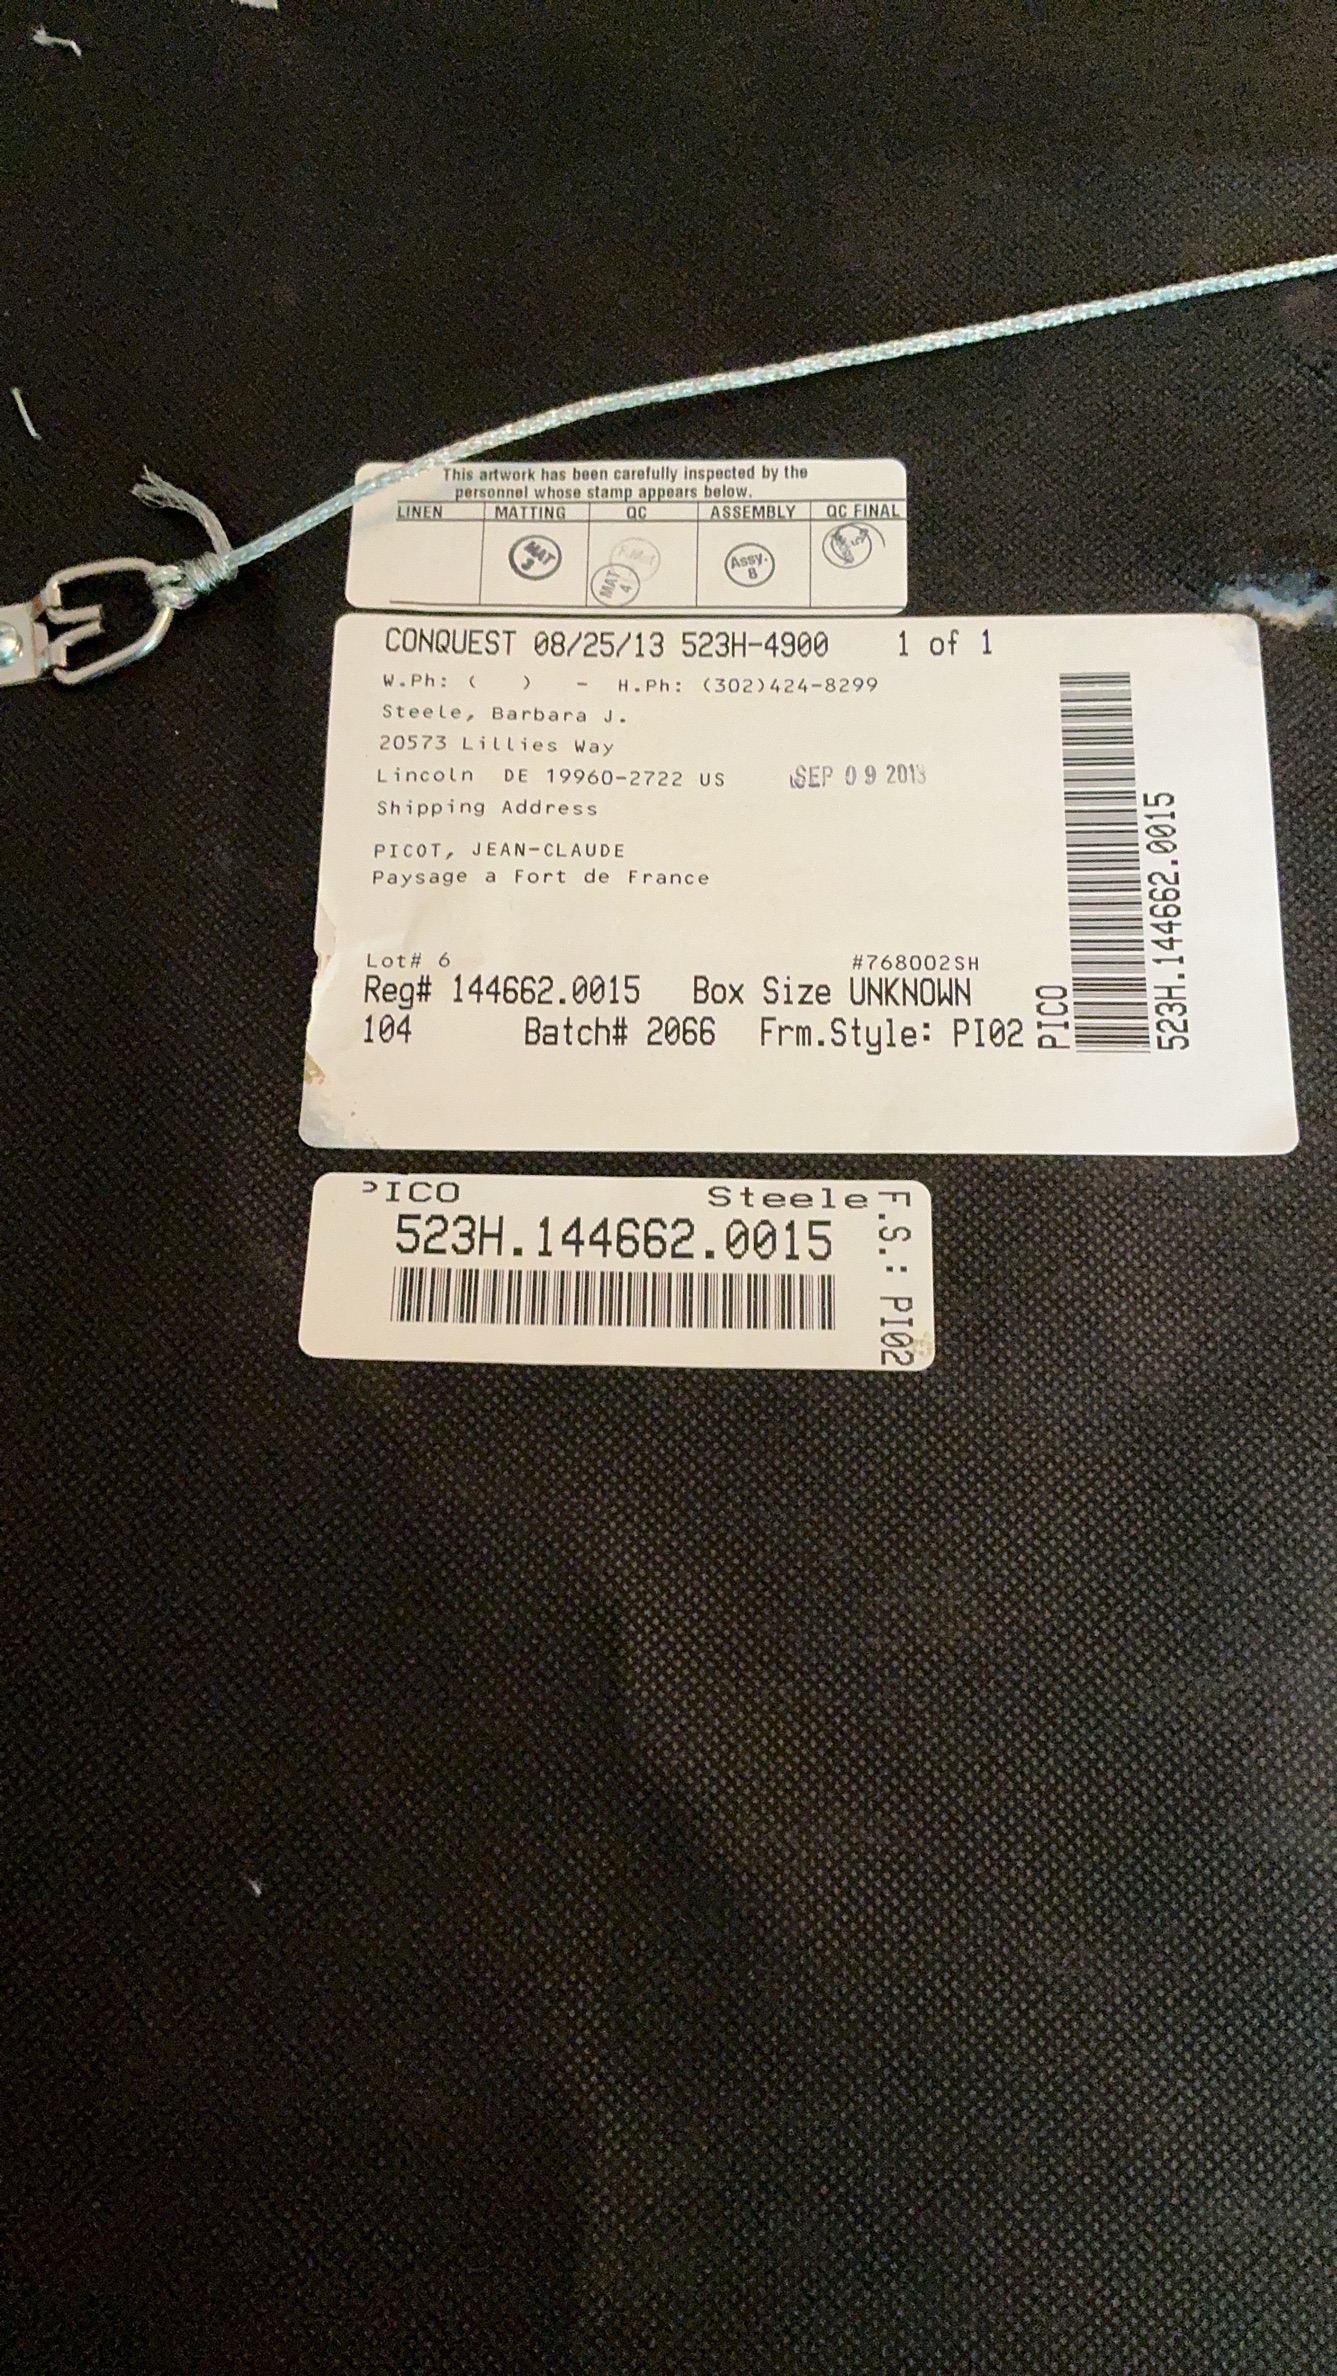 This artwork has been carefully inspected by the
personnel whose stamp appears below.
LINEN MATTING QC ASSEMBLY QC FINAL
MAT 3
MAT 4
Assy. 8
CONQUEST 08/25/13 523H-4900 1 of 1
W.Ph: ( ) - H.Ph: (302)424-8299
Steele, Barbara J.
20573 Lillies Way
Lincoln DE 19960-2722 US
SEP 09 2013
Shipping Address
PICOT, JEAN-CLAUDE
Paysage a Fort de France
Lot# 6 #768002SH
Reg# 144662.0015 Box Size UNKNOWN
104 Batch# 2066 Frm.Style: PI02
PICO
523H.144662.0015
PICO Steele
523H.144662.0015
F.S.: PI02